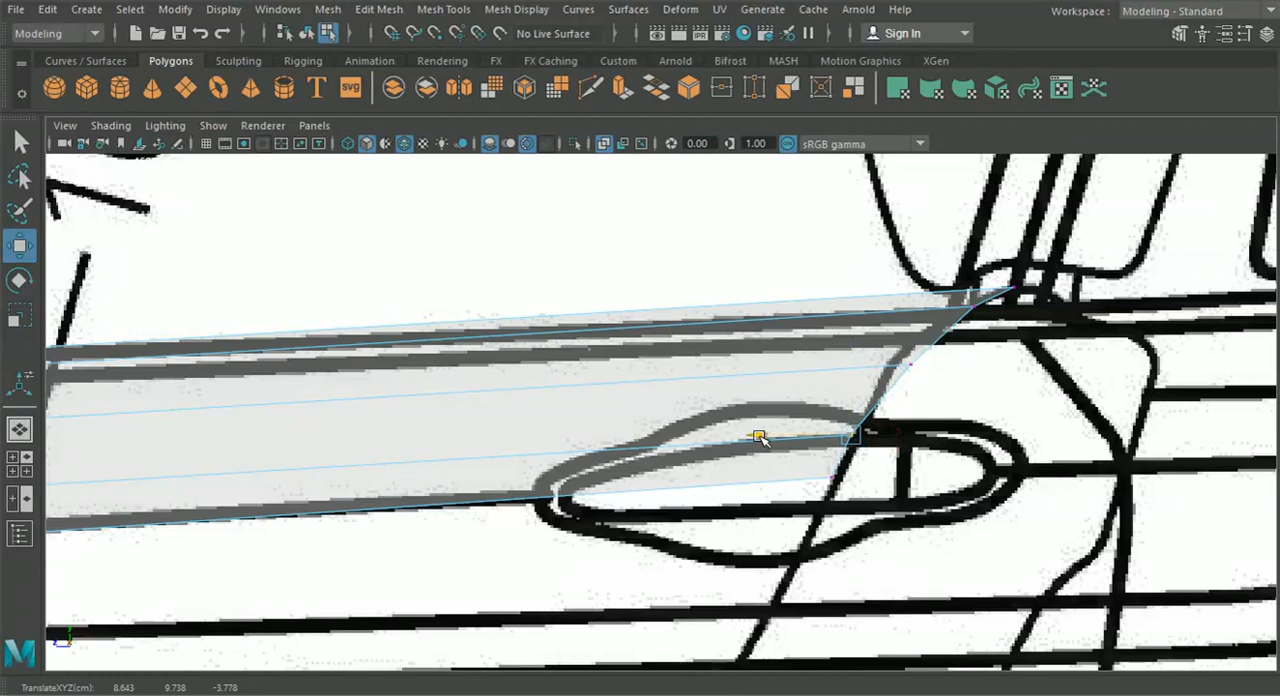 File Edit Create Select Modify Display Windows Mesh Edit Mesh Mesh Tools Mesh Display Curves Surfaces Deform UV Generate Cache Arnold Help Workspace: Modeling - Standard
Modeling No Live Surface Sign In
Curves / Surfaces Polygons Sculpting Rigging Animation Rendering FX FX Caching Custom Arnold Bifrost MASH Motion Graphics XGen
T SVG
View Shading Lighting Show Renderer Panels
0.00 1.00 ON sRGB gamma
TranslateXYZ(cm): 8.643 9.738 -3.778